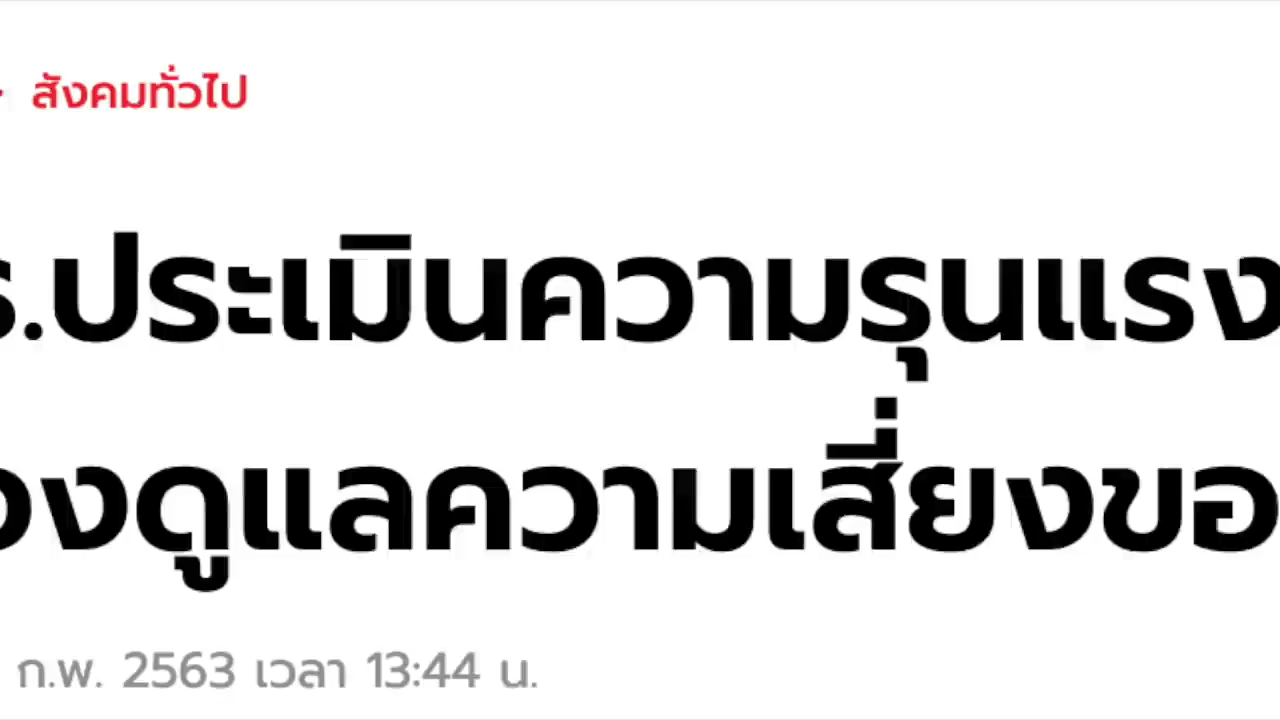 สังคมทั่วไป
ร.ประเมินความรุนแรง
องดูแลความเสี่ยงขอ
ก.พ. 2563 เวลา 13:44 น.